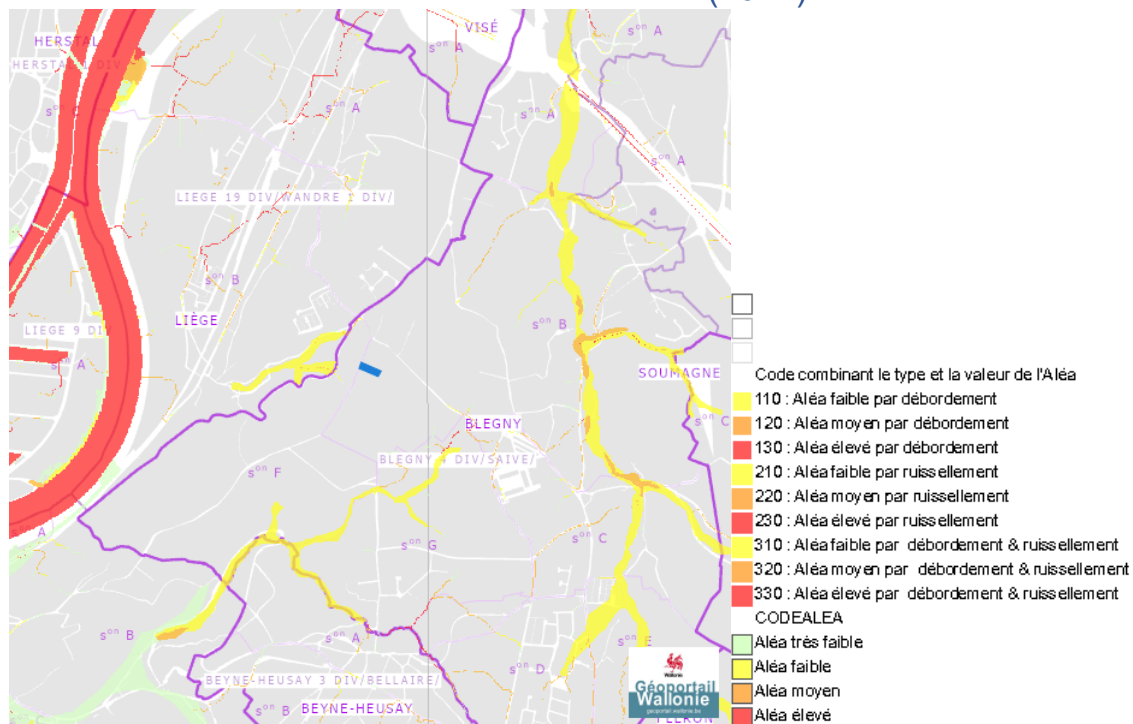 HERSTAL
HERSTAL 1 DIV
VISÉ
sᵒⁿ A
sᵒⁿ A
sᵒⁿ C
sᵒⁿ A
sᵒⁿ A
sᵒⁿ A
LIEGE 19 DIV/WANDRE 1 DIV/
sᵒⁿ B
LIÈGE
LIEGE 9 DI
sᵒⁿ B
A
SOUMAGNE
sᵒⁿ C
BLEGNY
BLEGNY 4 DIV/SAIVE/
sᵒⁿ F
A
sᵒⁿ G
sᵒⁿ C
sᵒⁿ B
sᵒⁿ A
sᵒⁿ E
sᵒⁿ D
BEYNE-HEUSAY 3 DIV/BELLAIRE/
sᵒⁿ B
BEYNE-HEUSAY
FLERON
Wallonie
Géoportail
Wallonie
geoportail.wallonie.be
Code combinant le type et la valeur de l'Aléa
110 : Aléa faible par débordement
120 : Aléa moyen par débordement
130 : Aléa élevé par débordement
210 : Aléa faible par ruissellement
220 : Aléa moyen par ruissellement
230 : Aléa élevé par ruissellement
310 : Aléa faible par débordement & ruissellement
320 : Aléa moyen par débordement & ruissellement
330 : Aléa élevé par débordement & ruissellement
CODEALEA
Aléa très faible
Aléa faible
Aléa moyen
Aléa élevé